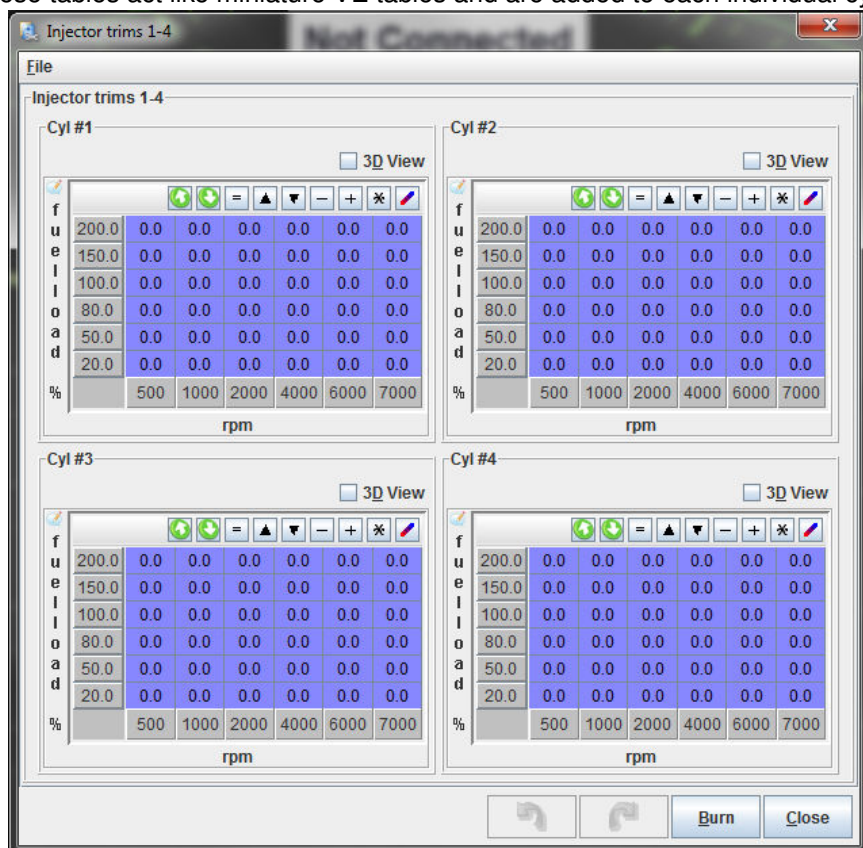 ose tables act like miniature VE tables and are added to each individual cy
Injector trims 1-4
Not Connected
File
Injector trims 1-4
Cyl #1
3D View
= - + *
fuelload %
200.0 0.0 0.0 0.0 0.0 0.0 0.0
150.0 0.0 0.0 0.0 0.0 0.0 0.0
100.0 0.0 0.0 0.0 0.0 0.0 0.0
80.0 0.0 0.0 0.0 0.0 0.0 0.0
50.0 0.0 0.0 0.0 0.0 0.0 0.0
20.0 0.0 0.0 0.0 0.0 0.0 0.0
500 1000 2000 4000 6000 7000
rpm
Cyl #2
3D View
= - + *
fuelload %
200.0 0.0 0.0 0.0 0.0 0.0 0.0
150.0 0.0 0.0 0.0 0.0 0.0 0.0
100.0 0.0 0.0 0.0 0.0 0.0 0.0
80.0 0.0 0.0 0.0 0.0 0.0 0.0
50.0 0.0 0.0 0.0 0.0 0.0 0.0
20.0 0.0 0.0 0.0 0.0 0.0 0.0
500 1000 2000 4000 6000 7000
rpm
Cyl #3
3D View
= - + *
fuelload %
200.0 0.0 0.0 0.0 0.0 0.0 0.0
150.0 0.0 0.0 0.0 0.0 0.0 0.0
100.0 0.0 0.0 0.0 0.0 0.0 0.0
80.0 0.0 0.0 0.0 0.0 0.0 0.0
50.0 0.0 0.0 0.0 0.0 0.0 0.0
20.0 0.0 0.0 0.0 0.0 0.0 0.0
500 1000 2000 4000 6000 7000
rpm
Cyl #4
3D View
= - + *
fuelload %
200.0 0.0 0.0 0.0 0.0 0.0 0.0
150.0 0.0 0.0 0.0 0.0 0.0 0.0
100.0 0.0 0.0 0.0 0.0 0.0 0.0
80.0 0.0 0.0 0.0 0.0 0.0 0.0
50.0 0.0 0.0 0.0 0.0 0.0 0.0
20.0 0.0 0.0 0.0 0.0 0.0 0.0
500 1000 2000 4000 6000 7000
rpm
Burn
Close